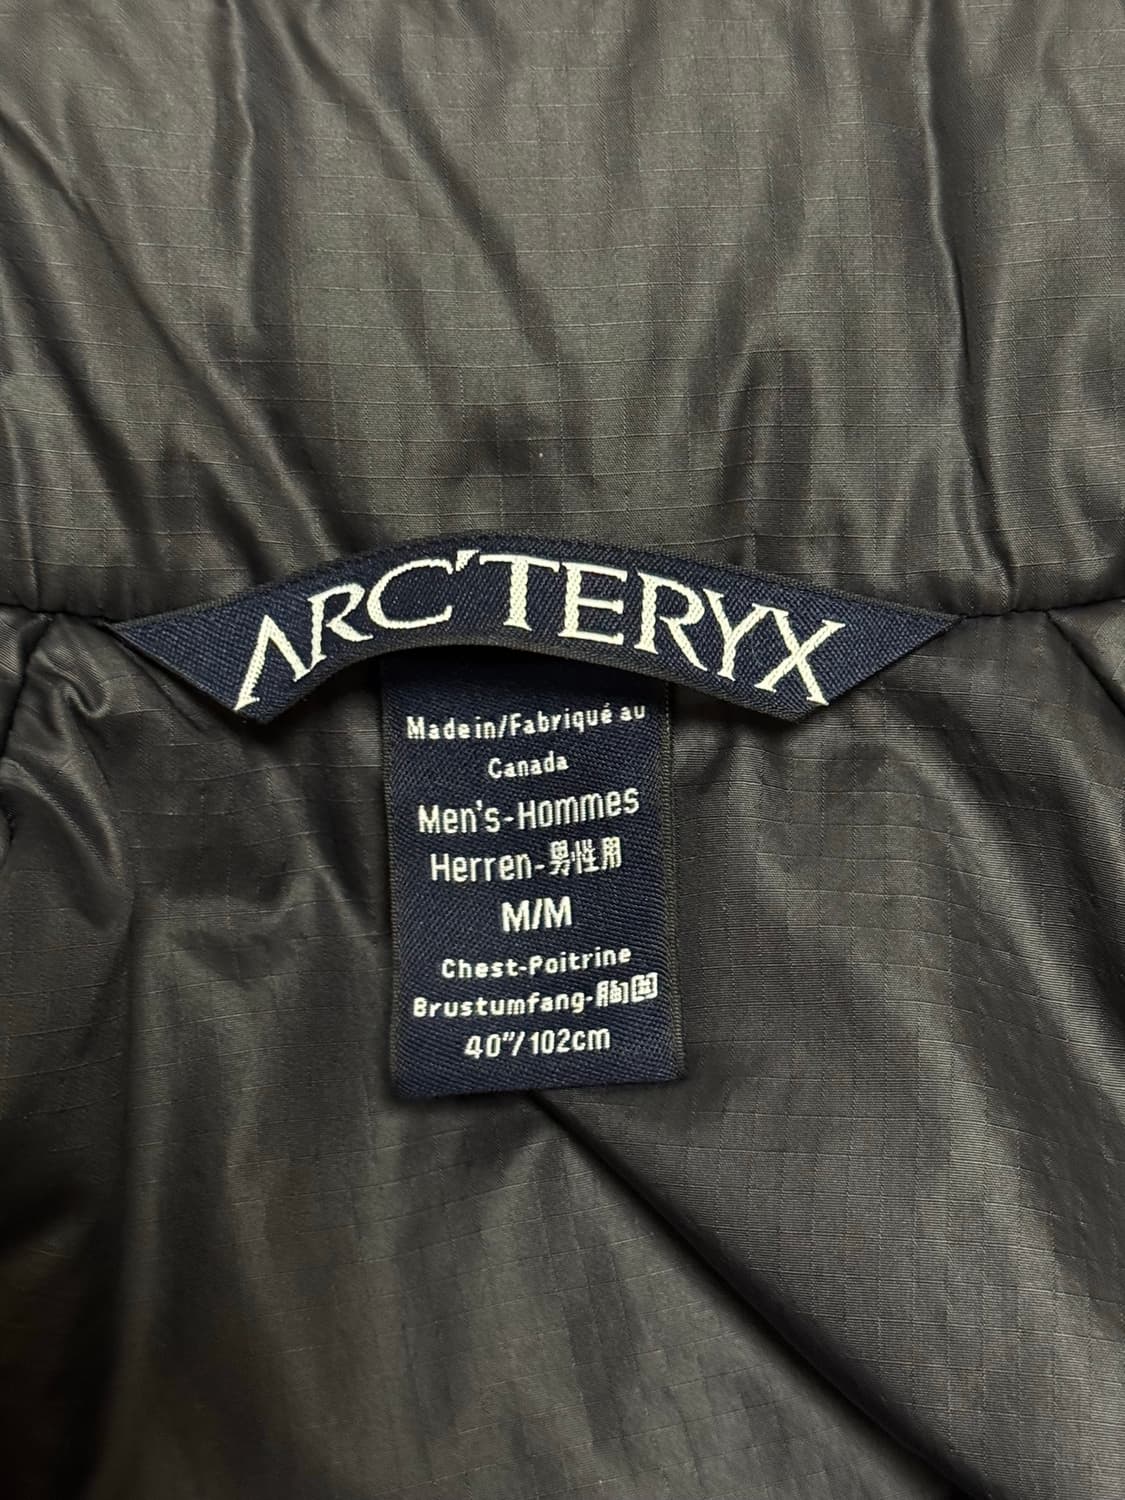 ARC'TERYX
Made in/Fabriqué au
Canada
Men's-Hommes
Herren-男性用
M/M
Chest-Poitrine
Brustumfang-胸囲
40"/102cm